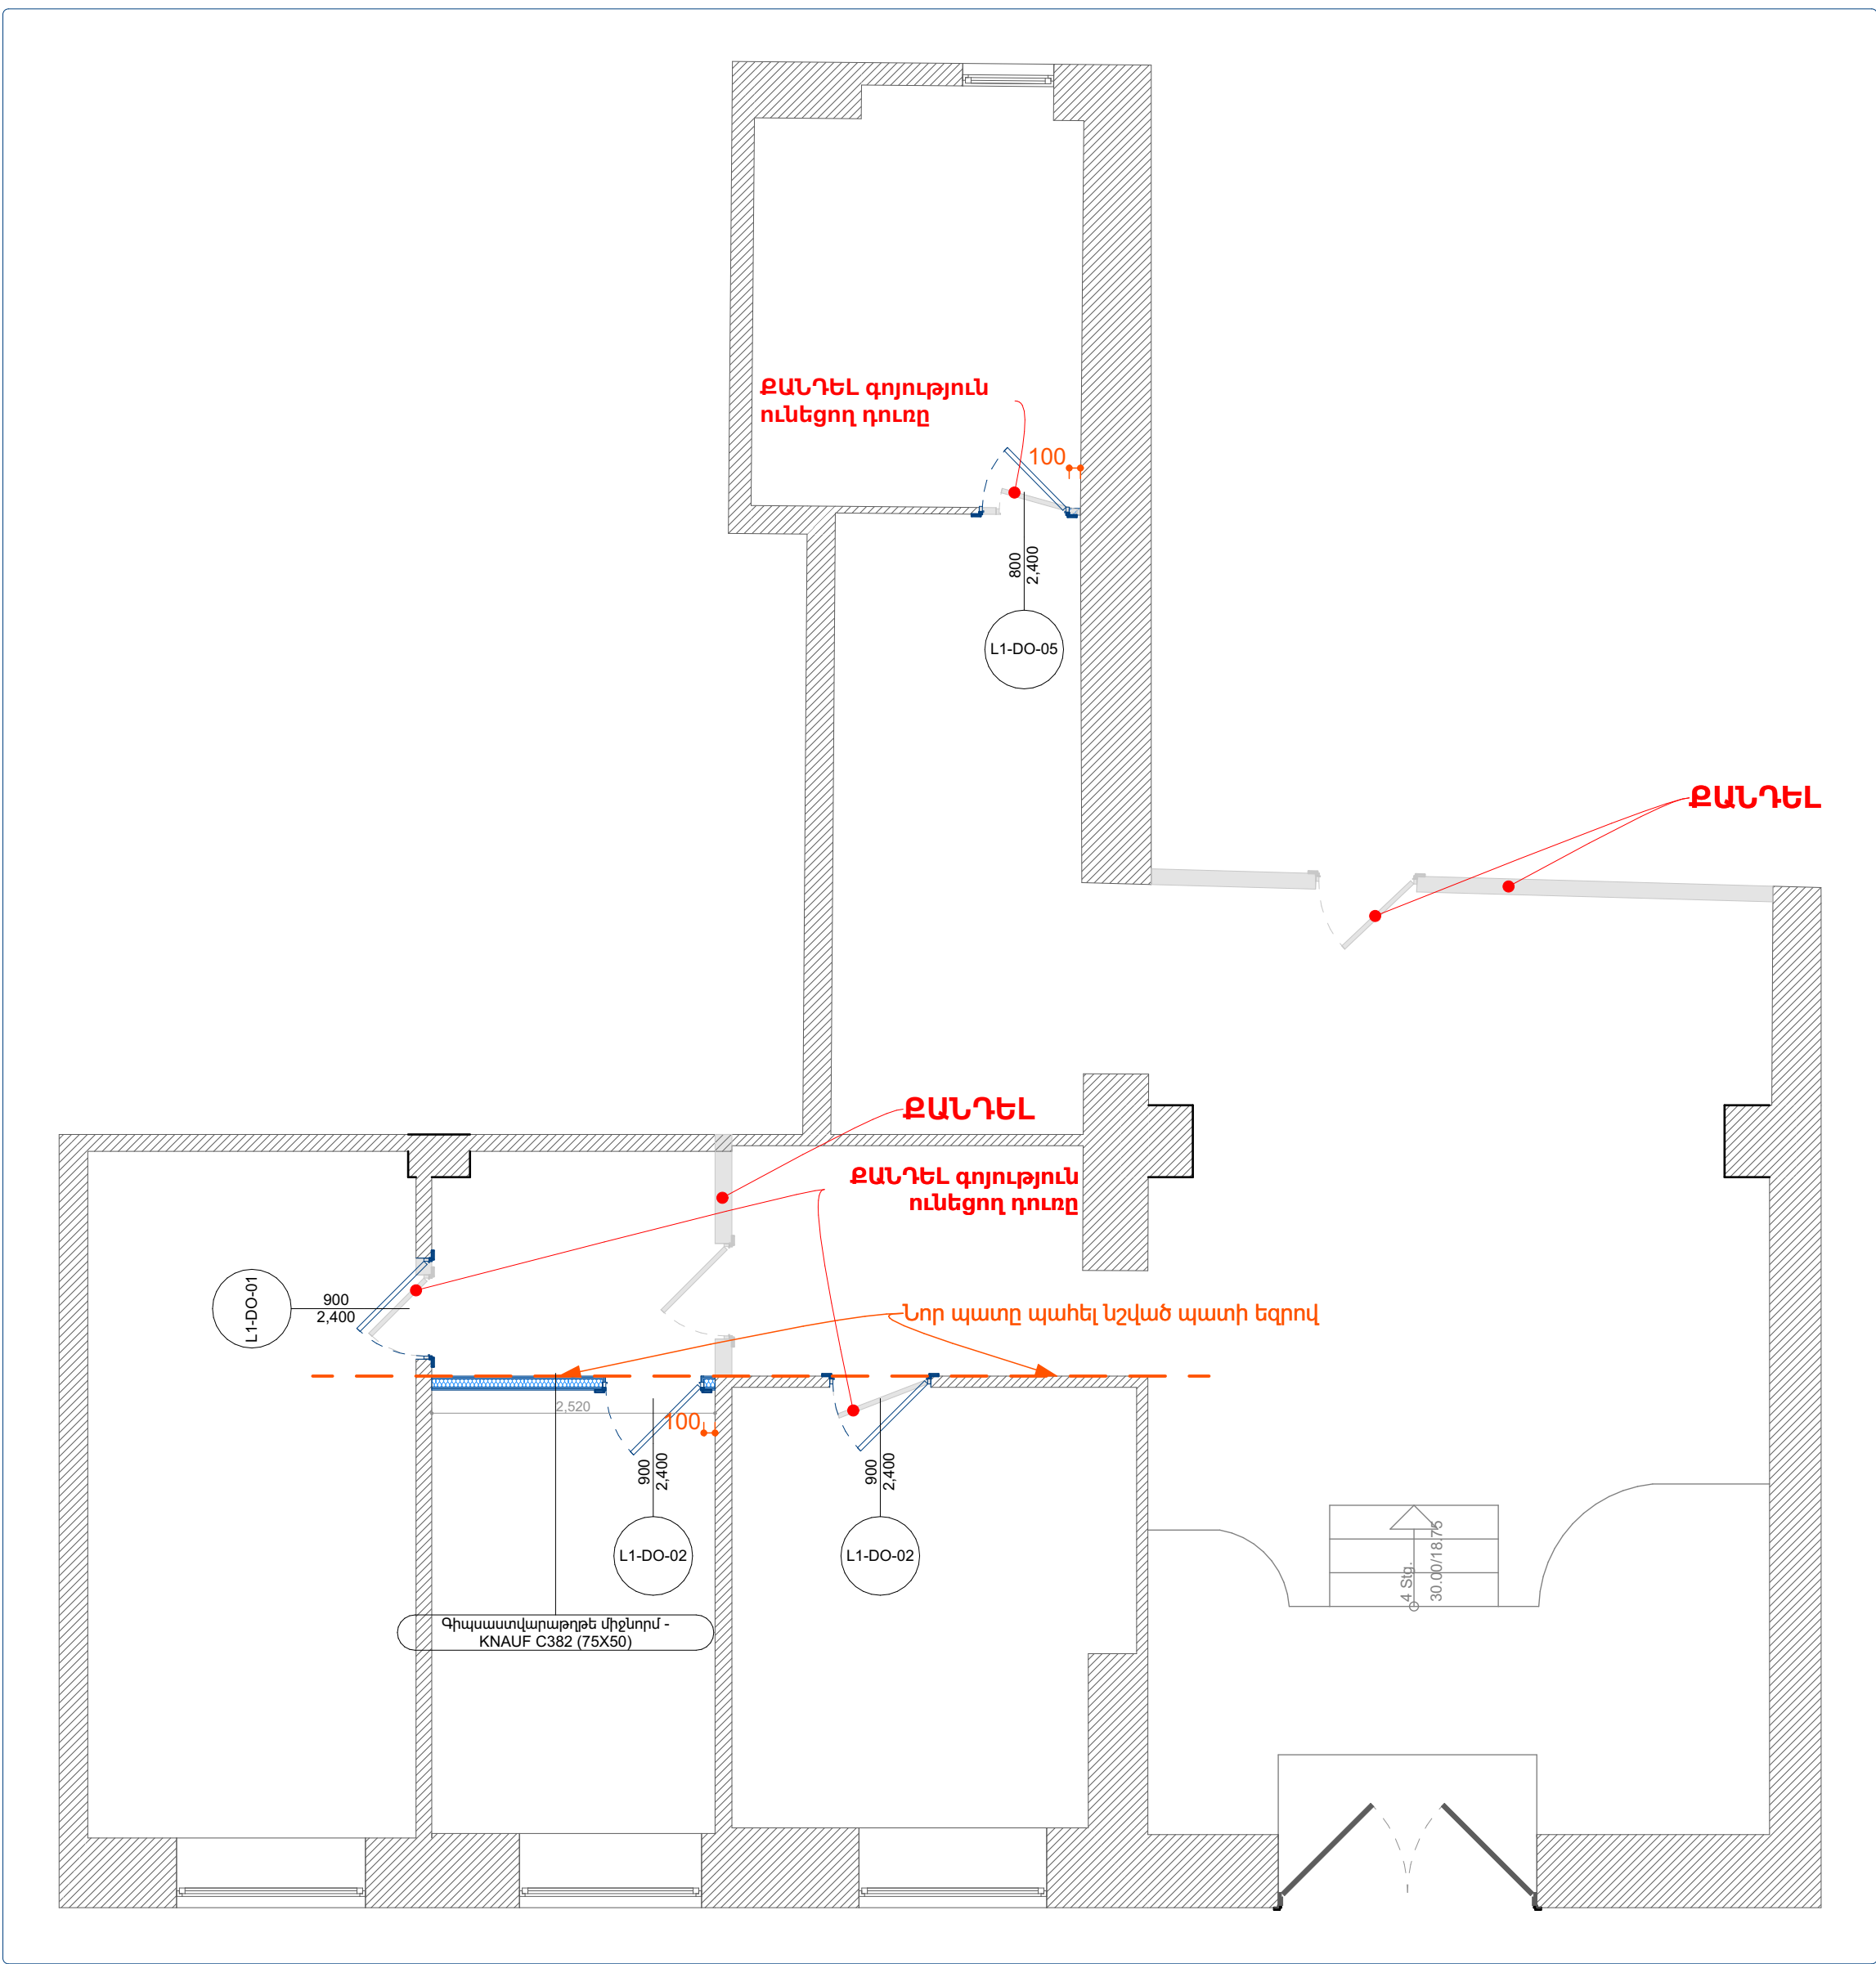 ՔԱՆԴԵԼ գոյություն
ունեցող դուռը
100
800
2,400
L1-DO-05
ՔԱՆԴԵԼ
ՔԱՆԴԵԼ
ՔԱՆԴԵԼ գոյություն
ունեցող դուռը
L1-DO-01
900
2,400
Նոր պատը պահել նշված պատի եզրով
2,520
100
900
2,400
900
2,400
L1-DO-02
L1-DO-02
4 Stg.
30.00/18.75
Գիպսաստվարաթղթե միջնորմ -
KNAUF C382 (75X50)